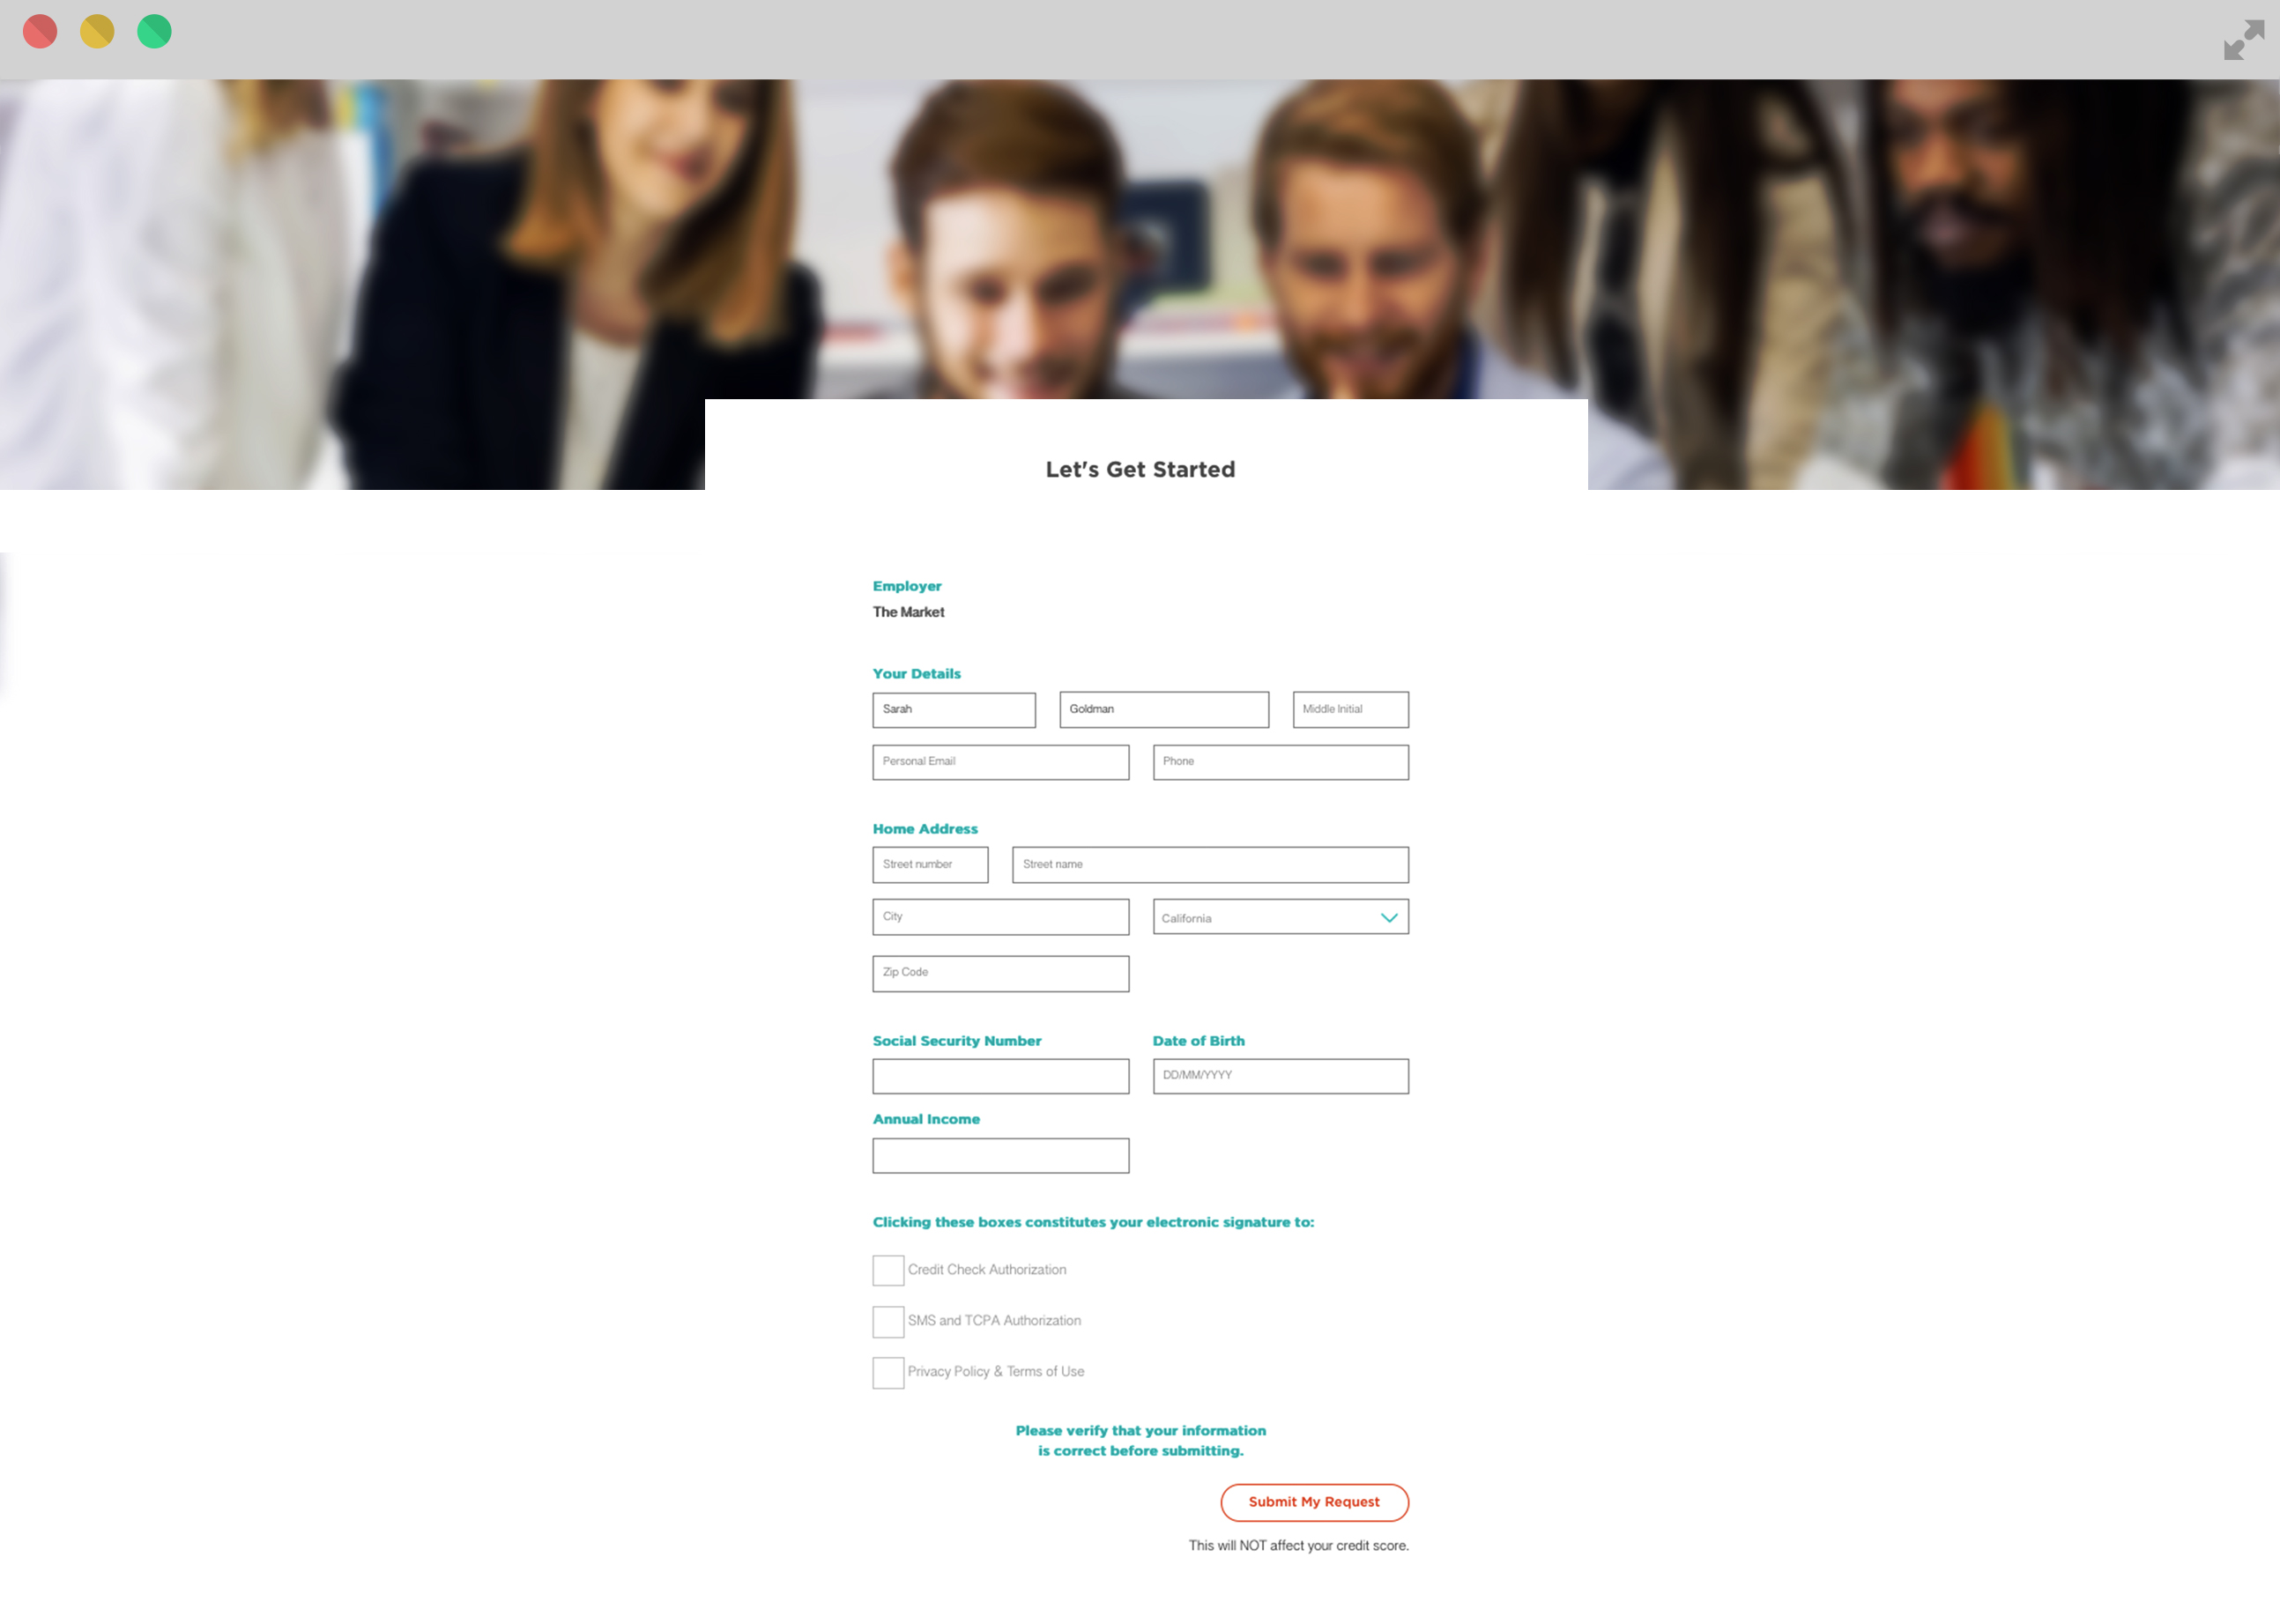 Let's Get Started
Employer
The Market
Your Details
Sarah
Goldman
Middle Initial
Personal Email
Phone
Home Address
Street number
Street name
City
California
Zip Code
Social Security Number
Date of Birth
DD/MM/YYYY
Annual Income
Clicking these boxes constitutes your electronic signature to:
Credit Check Authorization
SMS and TCPA Authorization
Privacy Policy & Terms of Use
Please verify that your information
is correct before submitting.
Submit My Request
This will NOT affect your credit score.